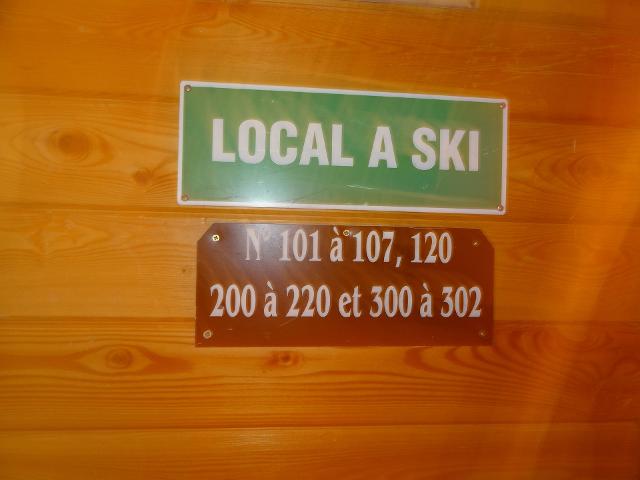 LOCAL A SKI
N° 101 à 107, 120
200 à 220 et 300 à 302